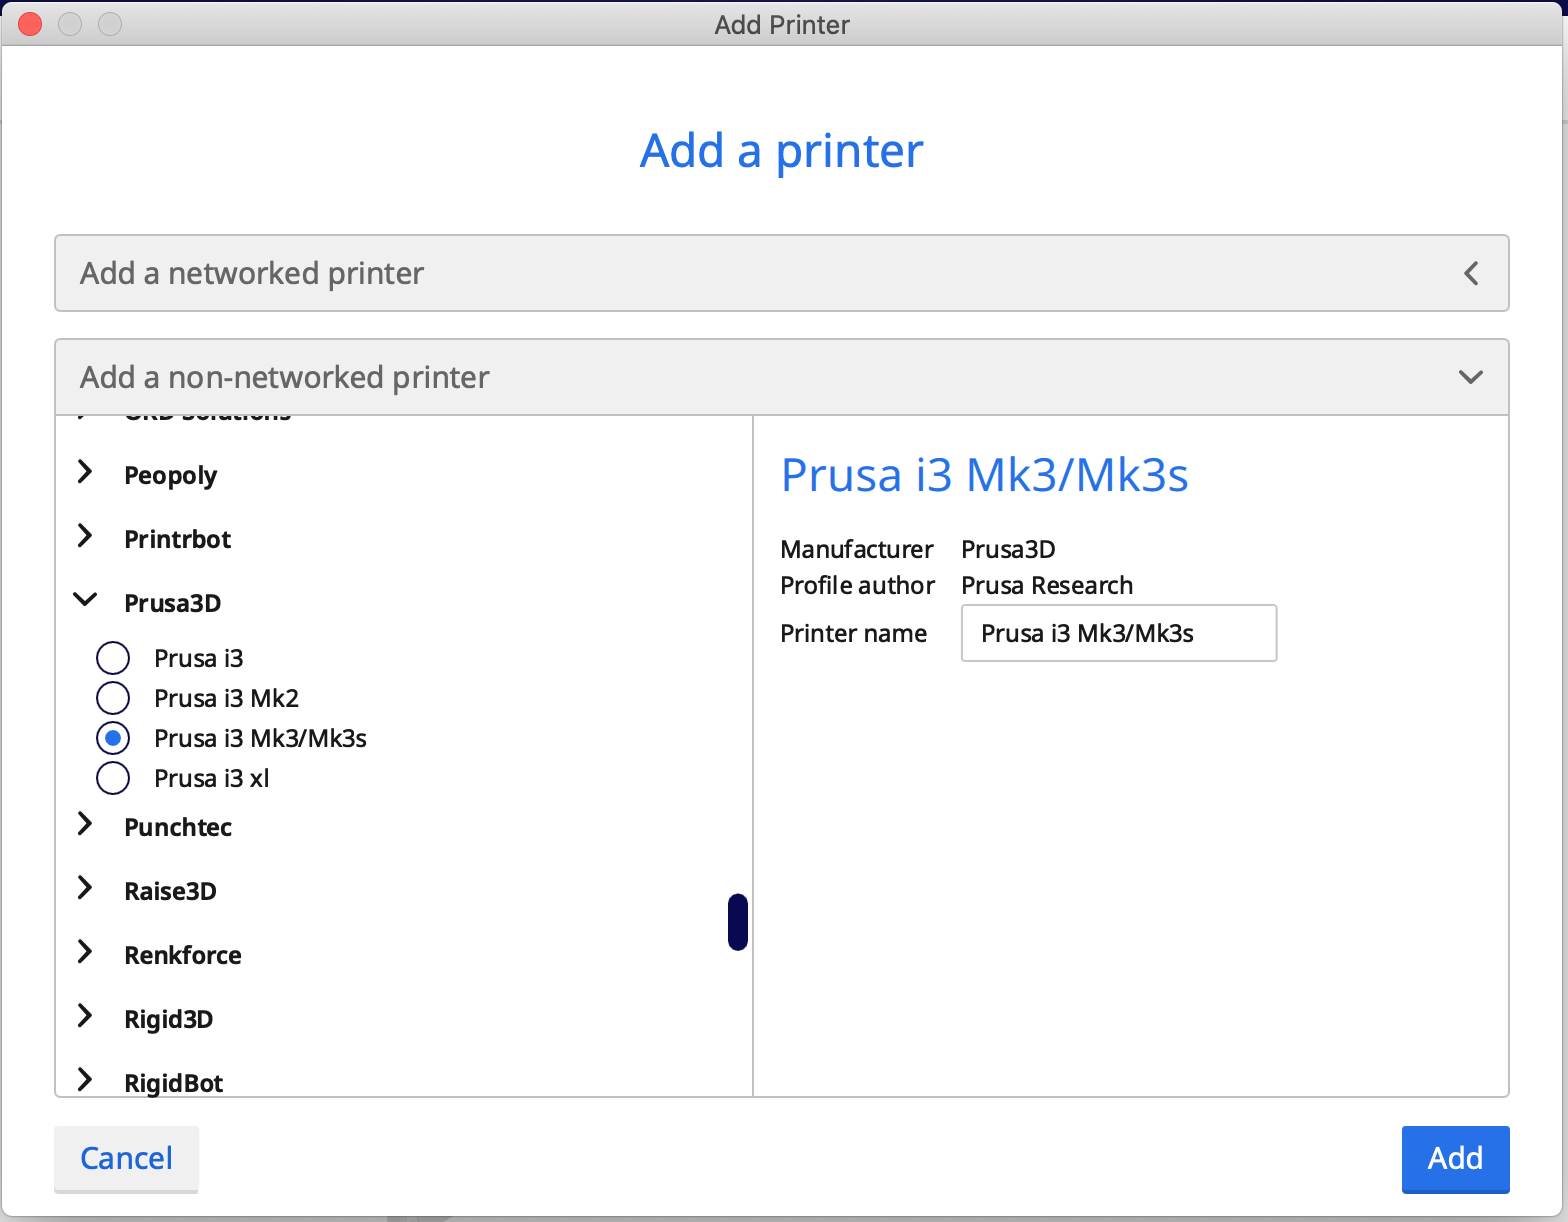 Add Printer
Add a printer
Add a networked printer
Add a non-networked printer
Peopoly
Printrbot
Prusa3D
Prusa i3
Prusa i3 Mk2
Prusa i3 Mk3/Mk3s
Prusa i3 xl
Punchtec
Raise3D
Renkforce
Rigid3D
RigidBot
Prusa i3 Mk3/Mk3s
Manufacturer Prusa3D
Profile author Prusa Research
Printer name Prusa i3 Mk3/Mk3s
Cancel
Add